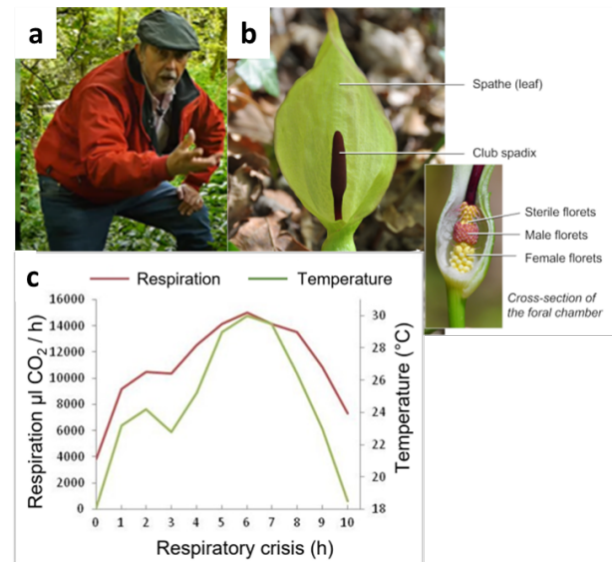 a
b
Spathe (leaf)
Club spadix
Sterile florets
Male florets
Female florets
Cross-section of
the foral chamber
c
Respiration
Temperature
Respiration µl CO₂ / h)
16000
14000
12000
10000
8000
6000
4000
2000
0
Temperature (°C)
30
28
26
24
22
20
18
0 1 2 3 4 5 6 7 8 9 10
Respiratory crisis (h)